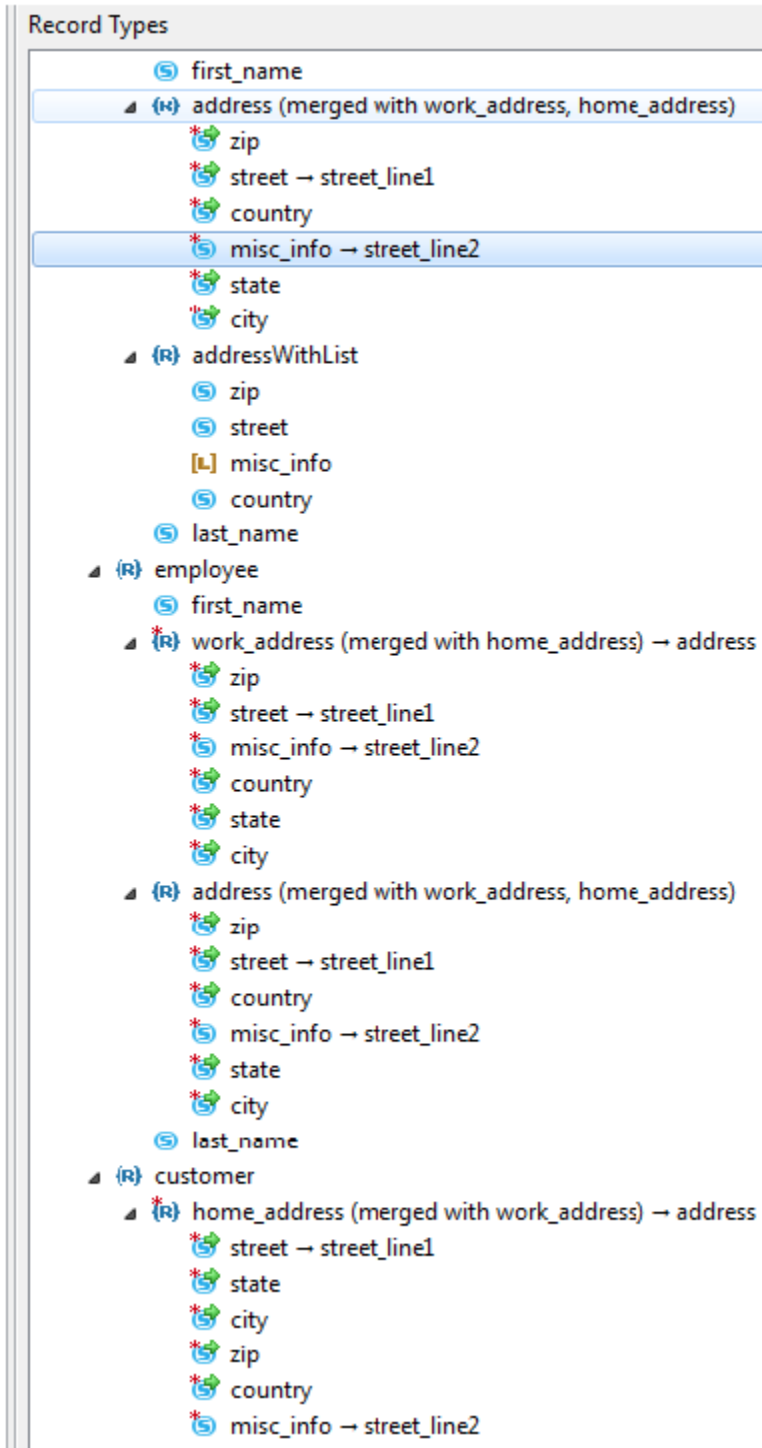 Record Types
first_name
address (merged with work_address, home_address)
zip
street → street_line1
country
misc_info → street_line2
state
city
{R} addressWithList
zip
street
[L] misc_info
country
last_name
{R} employee
first_name
{R} work_address (merged with home_address) → address
zip
street → street_line1
misc_info → street_line2
country
state
city
{R} address (merged with work_address, home_address)
zip
street → street_line1
country
misc_info → street_line2
state
city
last_name
{R} customer
{R} home_address (merged with work_address) → address
street → street_line1
state
city
zip
country
misc_info → street_line2